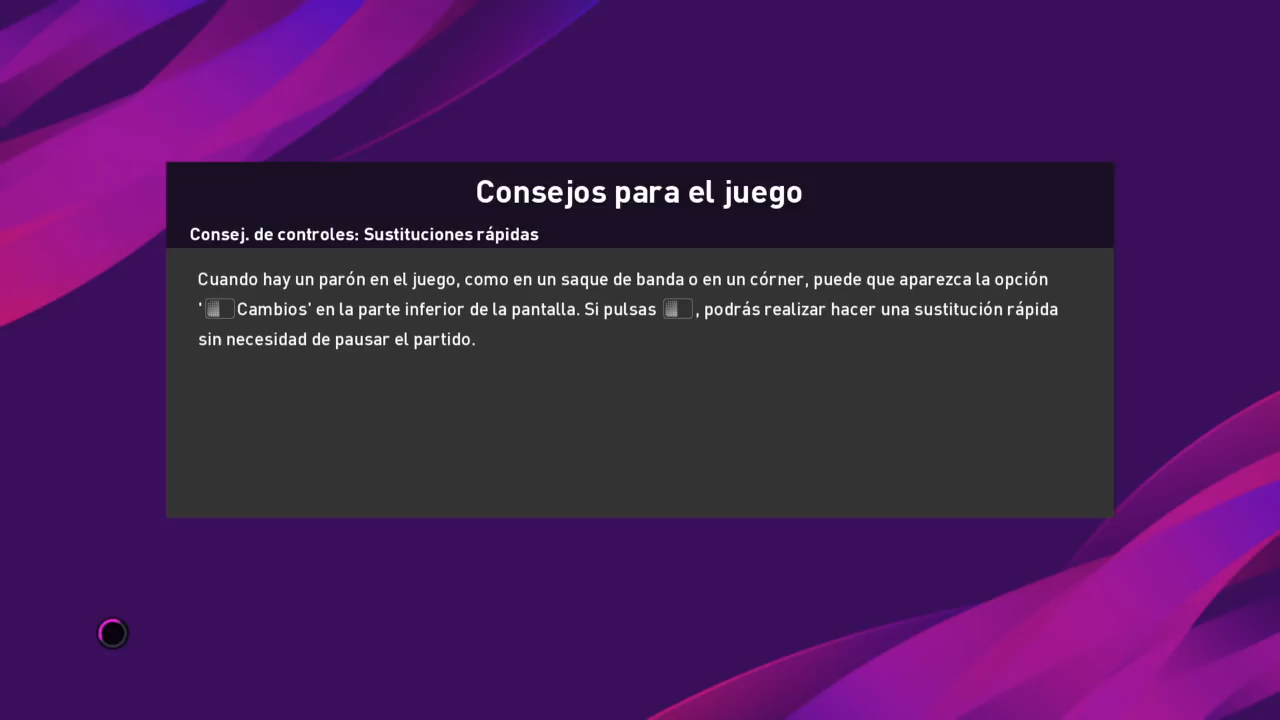 Consejos para el juego
Consej. de controles: Sustituciones rápidas
Cuando hay un parón en el juego, como en un saque de banda o en un córner, puede que aparezca la opción
' Cambios' en la parte inferior de la pantalla. Si pulsas , podrás realizar hacer una sustitución rápida
sin necesidad de pausar el partido.